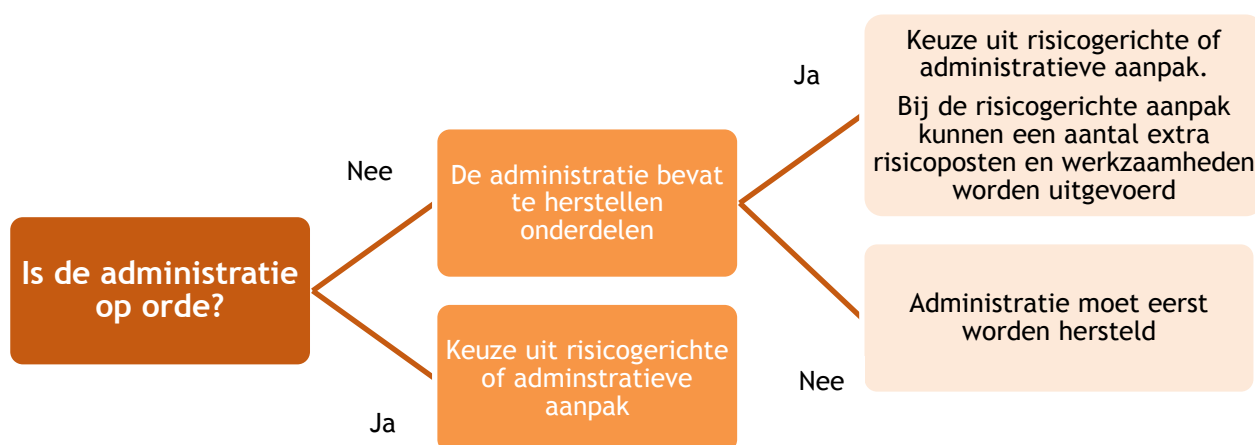 Is de administratie
op orde?
Nee
De administratie bevat
te herstellen
onderdelen
Ja
Keuze uit risicogerichte of
administratieve aanpak.
Bij de risicogerichte aanpak
kunnen een aantal extra
risicoposten en werkzaamheden
worden uitgevoerd
Nee
Administratie moet eerst
worden hersteld
Ja
Keuze uit risicogerichte
of adminstratieve
aanpak